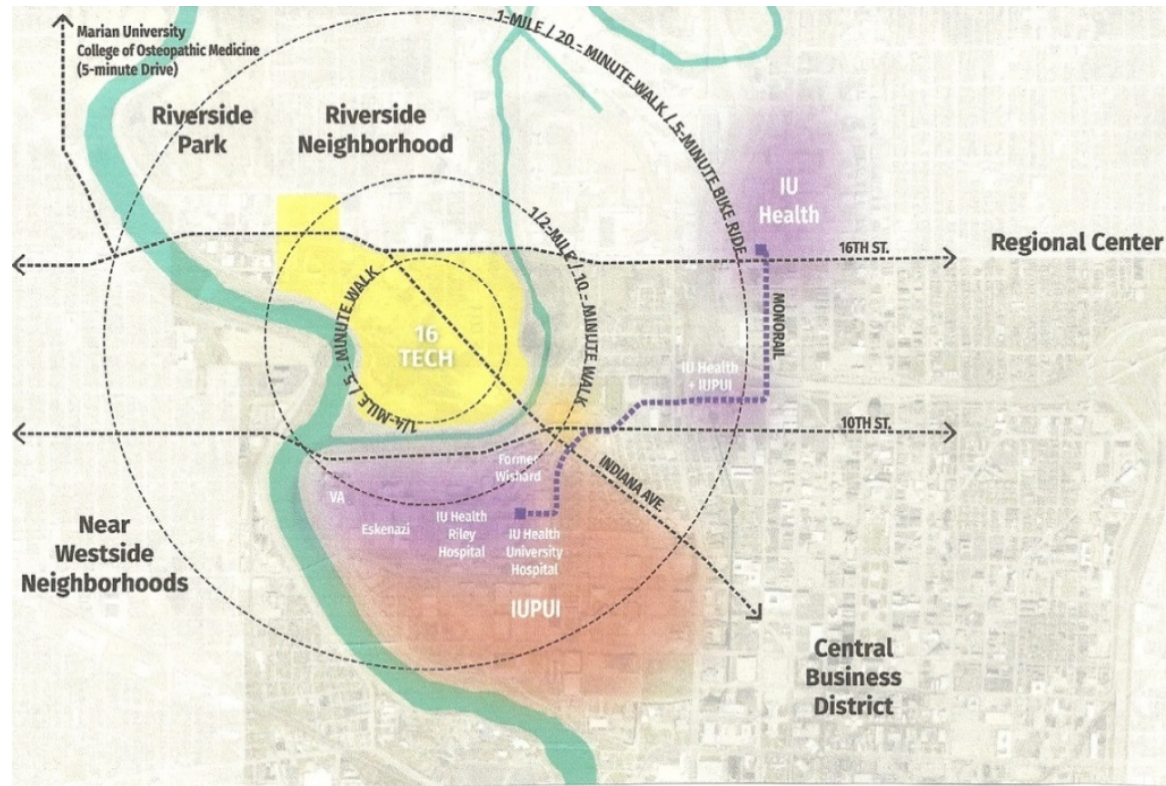 Marian University
College of Osteopathic Medicine
(5-minute Drive)
1-MILE / 20 - MINUTE WALK / 5-MINUTE BIKE RIDE
Riverside
Park
Riverside
Neighborhood
IU
Health
1/2-MILE / 10 - MINUTE WALK
16TH ST.
Regional Center
1/4-MILE / 5 - MINUTE WALK
16
TECH
MONORAIL
IU Health
+ IUPUI
10TH ST.
INDIANA AVE.
Former
Wishard
VA
Eskenazi
IU Health
Riley
Hospital
IU Health
University
Hospital
Near
Westside
Neighborhoods
IUPUI
Central
Business
District